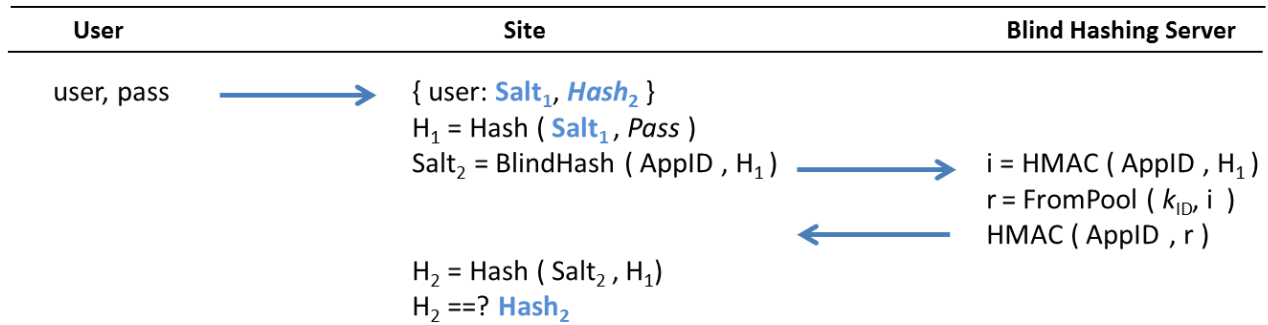 User Site Blind Hashing Server
user, pass { user: Salt₁, Hash₂ }
H₁ = Hash ( Salt₁ , Pass )
Salt₂ = BlindHash ( AppID , H₁ ) i = HMAC ( AppID , H₁ )
r = FromPool ( k_ID, i )
HMAC ( AppID , r )
H₂ = Hash ( Salt₂ , H₁)
H₂ ==? Hash₂